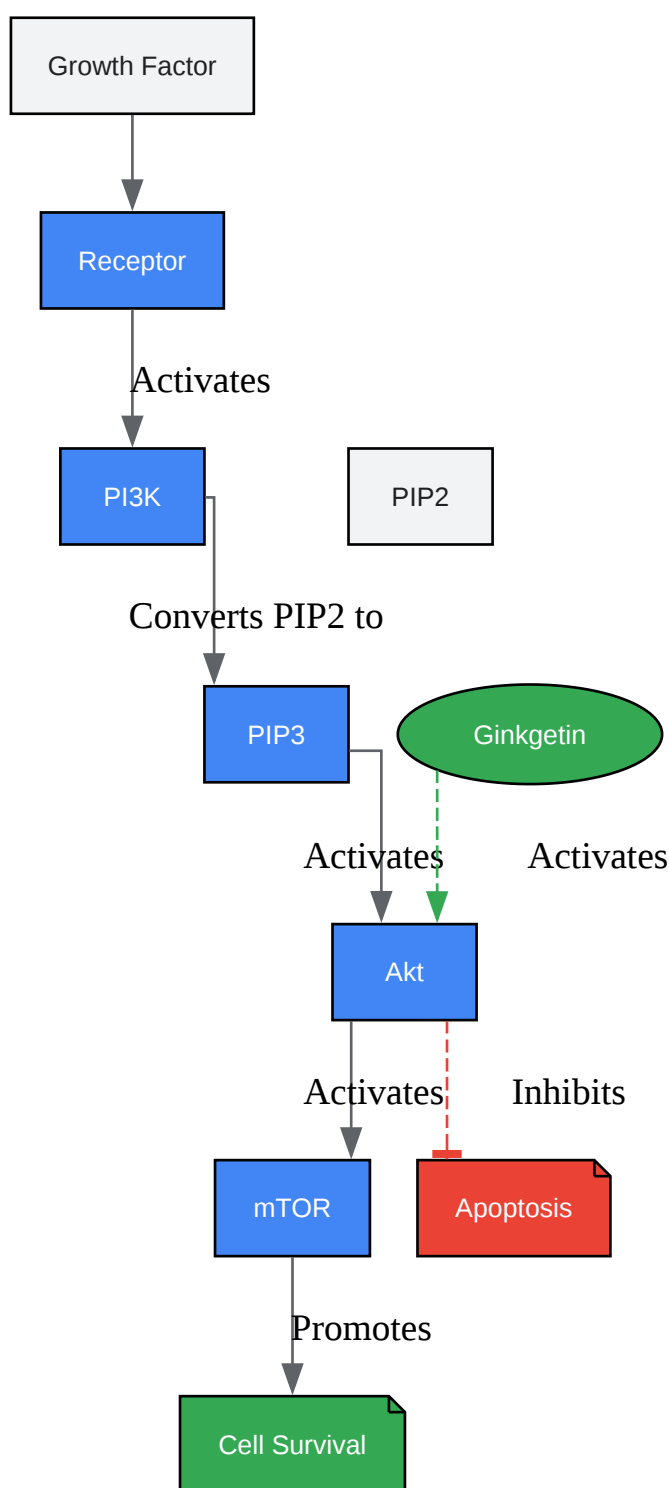 Growth Factor
Receptor
Activates
PI3K
PIP2
Converts PIP2 to
PIP3
Ginkgetin
Activates
Activates
Akt
Activates
Inhibits
mTOR
Apoptosis
Promotes
Cell Survival